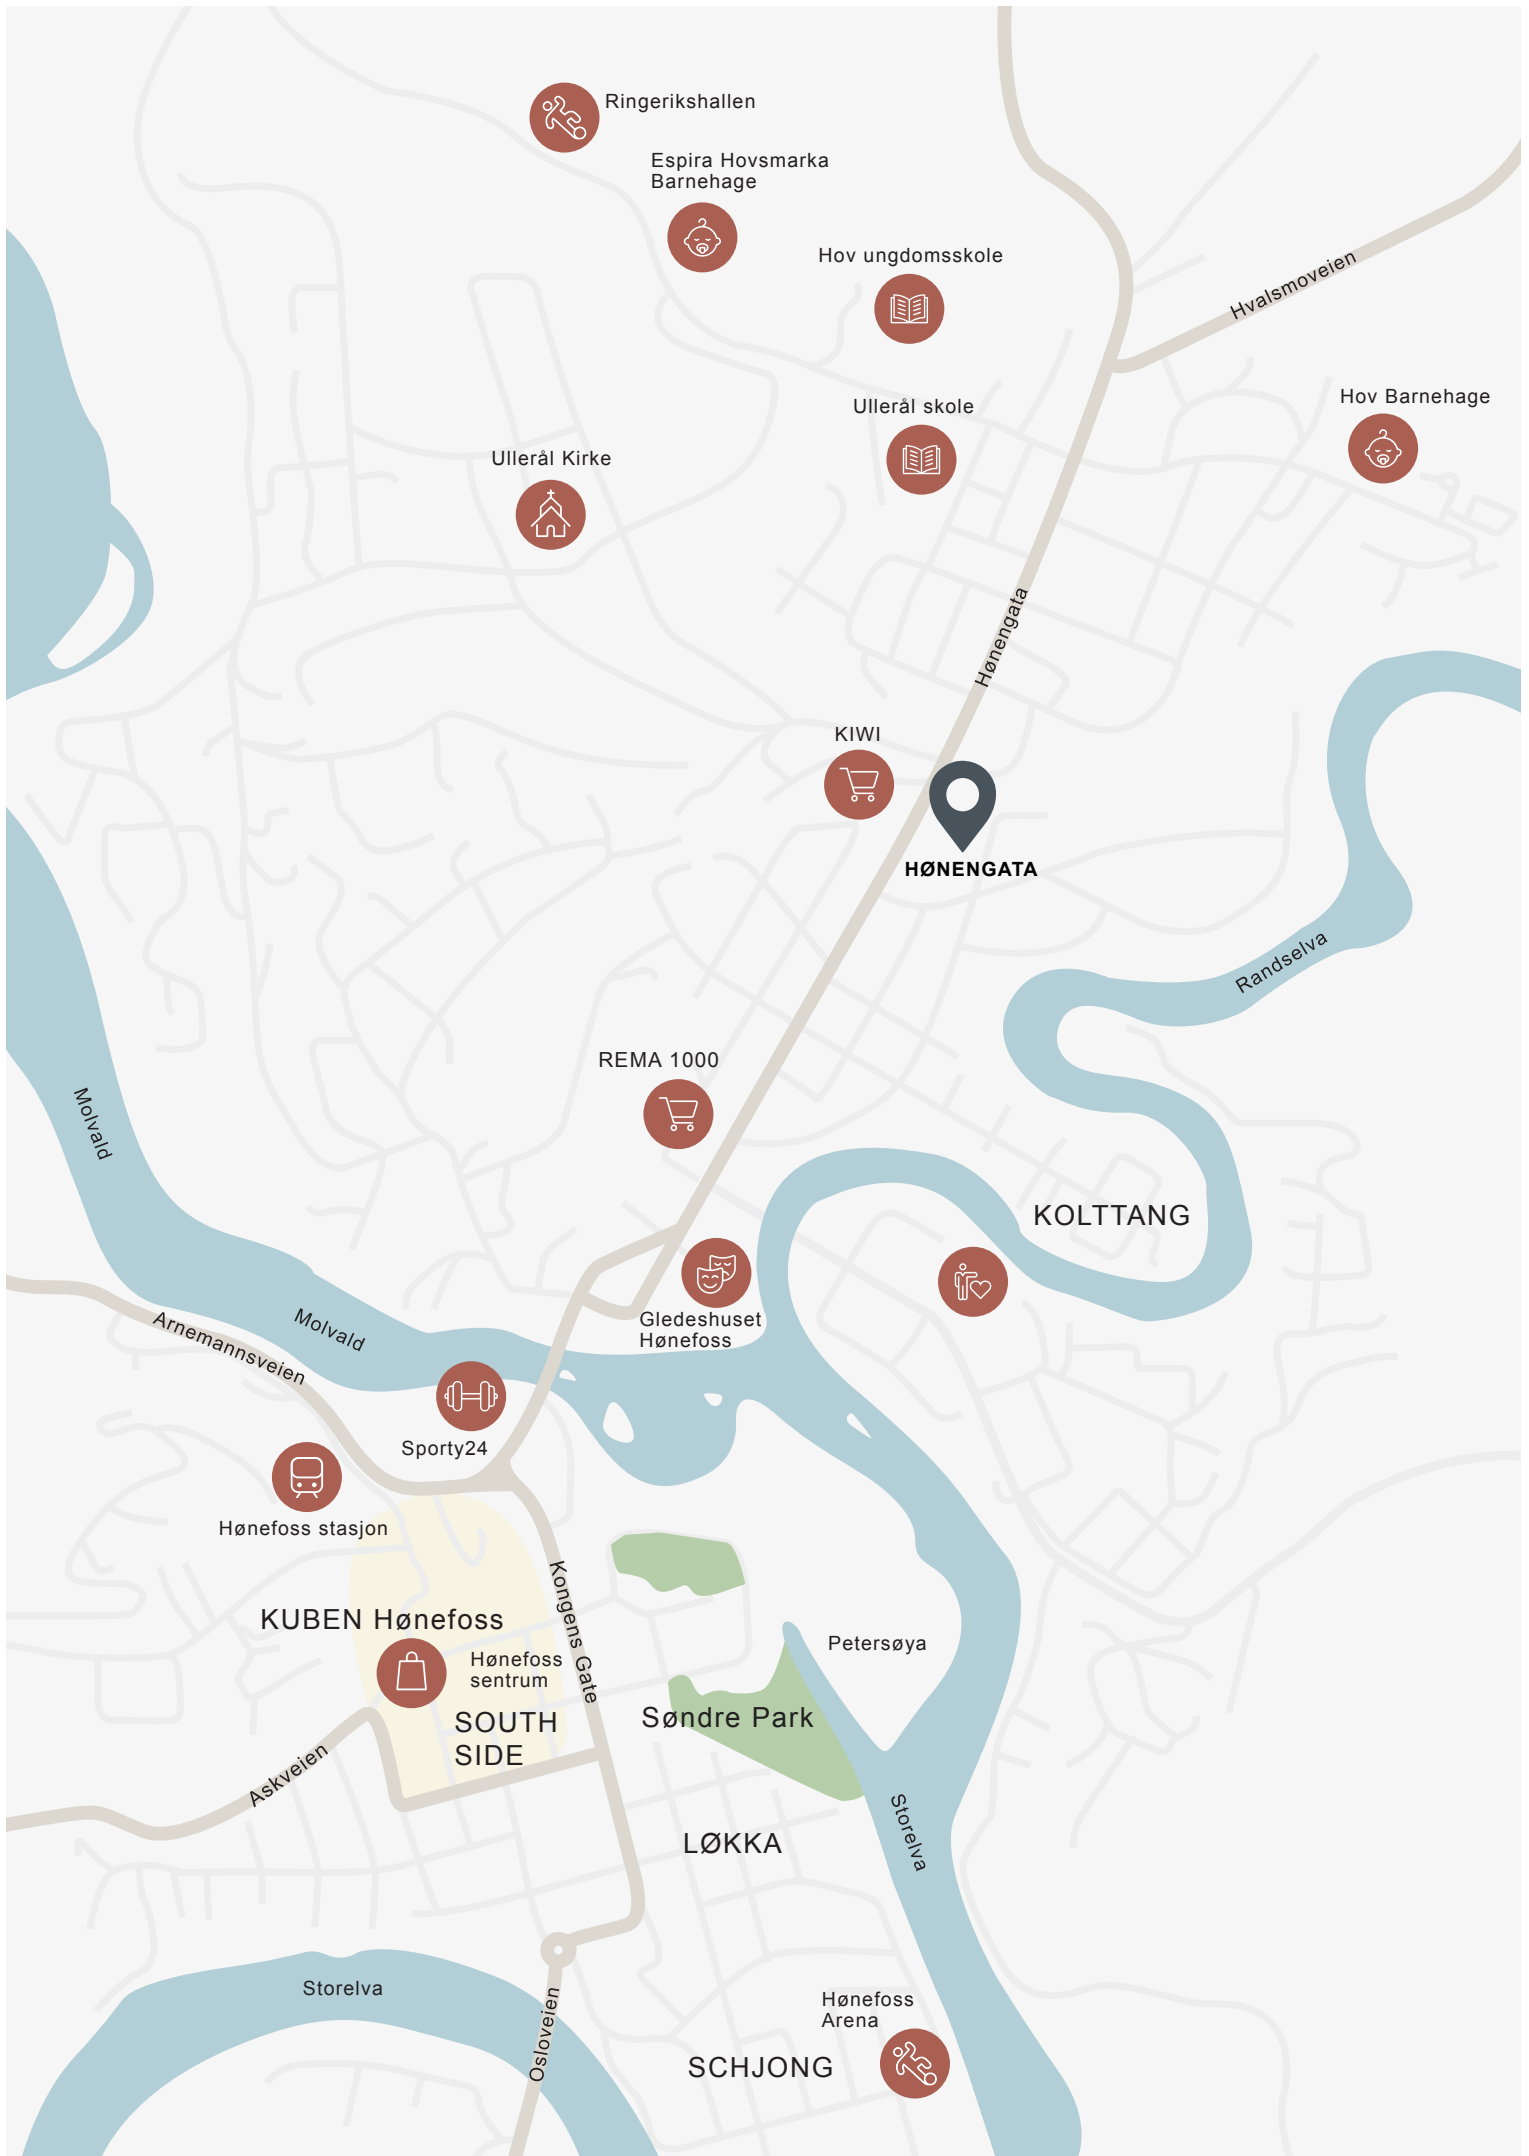 Ringerikshallen
Espira Hovsmarka
Barnehage
Hov ungdomsskole
Hvalsmoveien
Hov Barnehage
Ullerål skole
Ullerål Kirke
Hønengata
KIWI
HØNENGATA
Randselva
REMA 1000
Molvald
KOLTTANG
Gledeshuset
Hønefoss
Molvald
Arnemannsveien
Sporty24
Hønefoss stasjon
Kongens Gate
KUBEN Hønefoss
Hønefoss
sentrum
Petersøya
SOUTH
SIDE
Søndre Park
Askveien
Storelva
LØKKA
Storelva
Osloveien
Hønefoss
Arena
SCHJONG